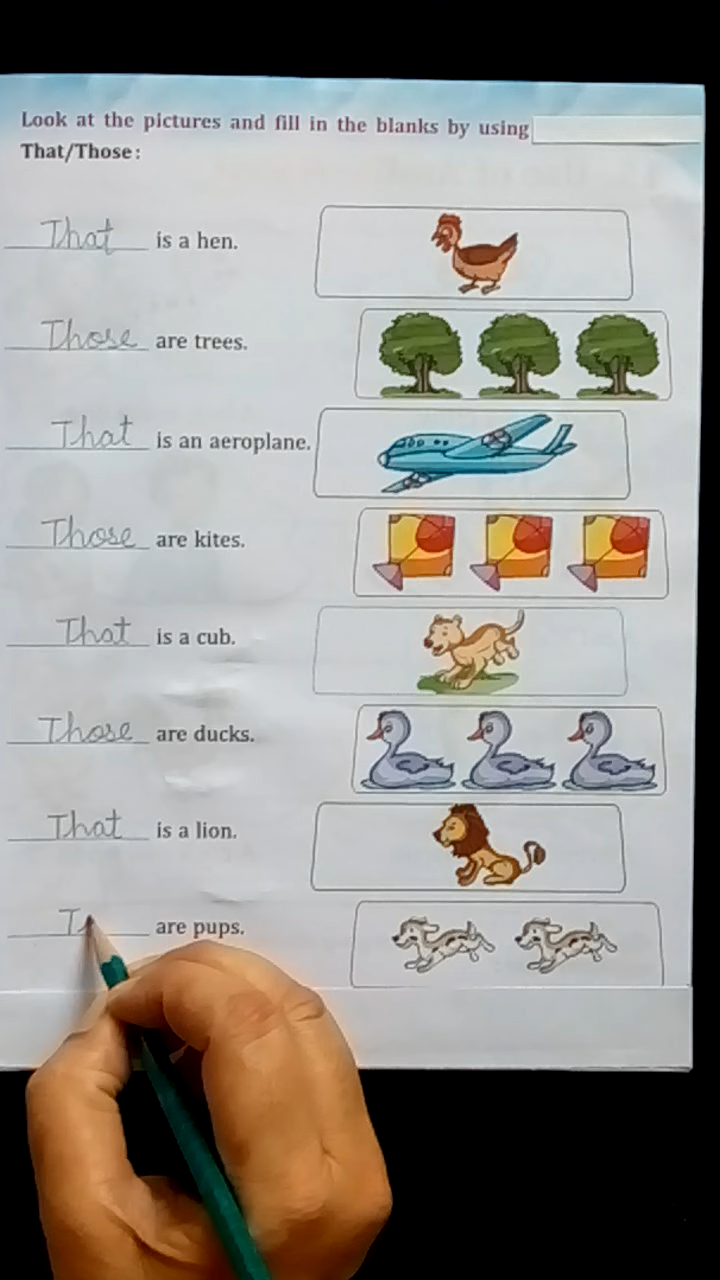 Look at the pictures and fill in the blanks by using
That/Those:
That is a hen.
Those are trees.
That is an aeroplane.
Those are kites.
That is a cub.
Those are ducks.
That is a lion.
are pups.